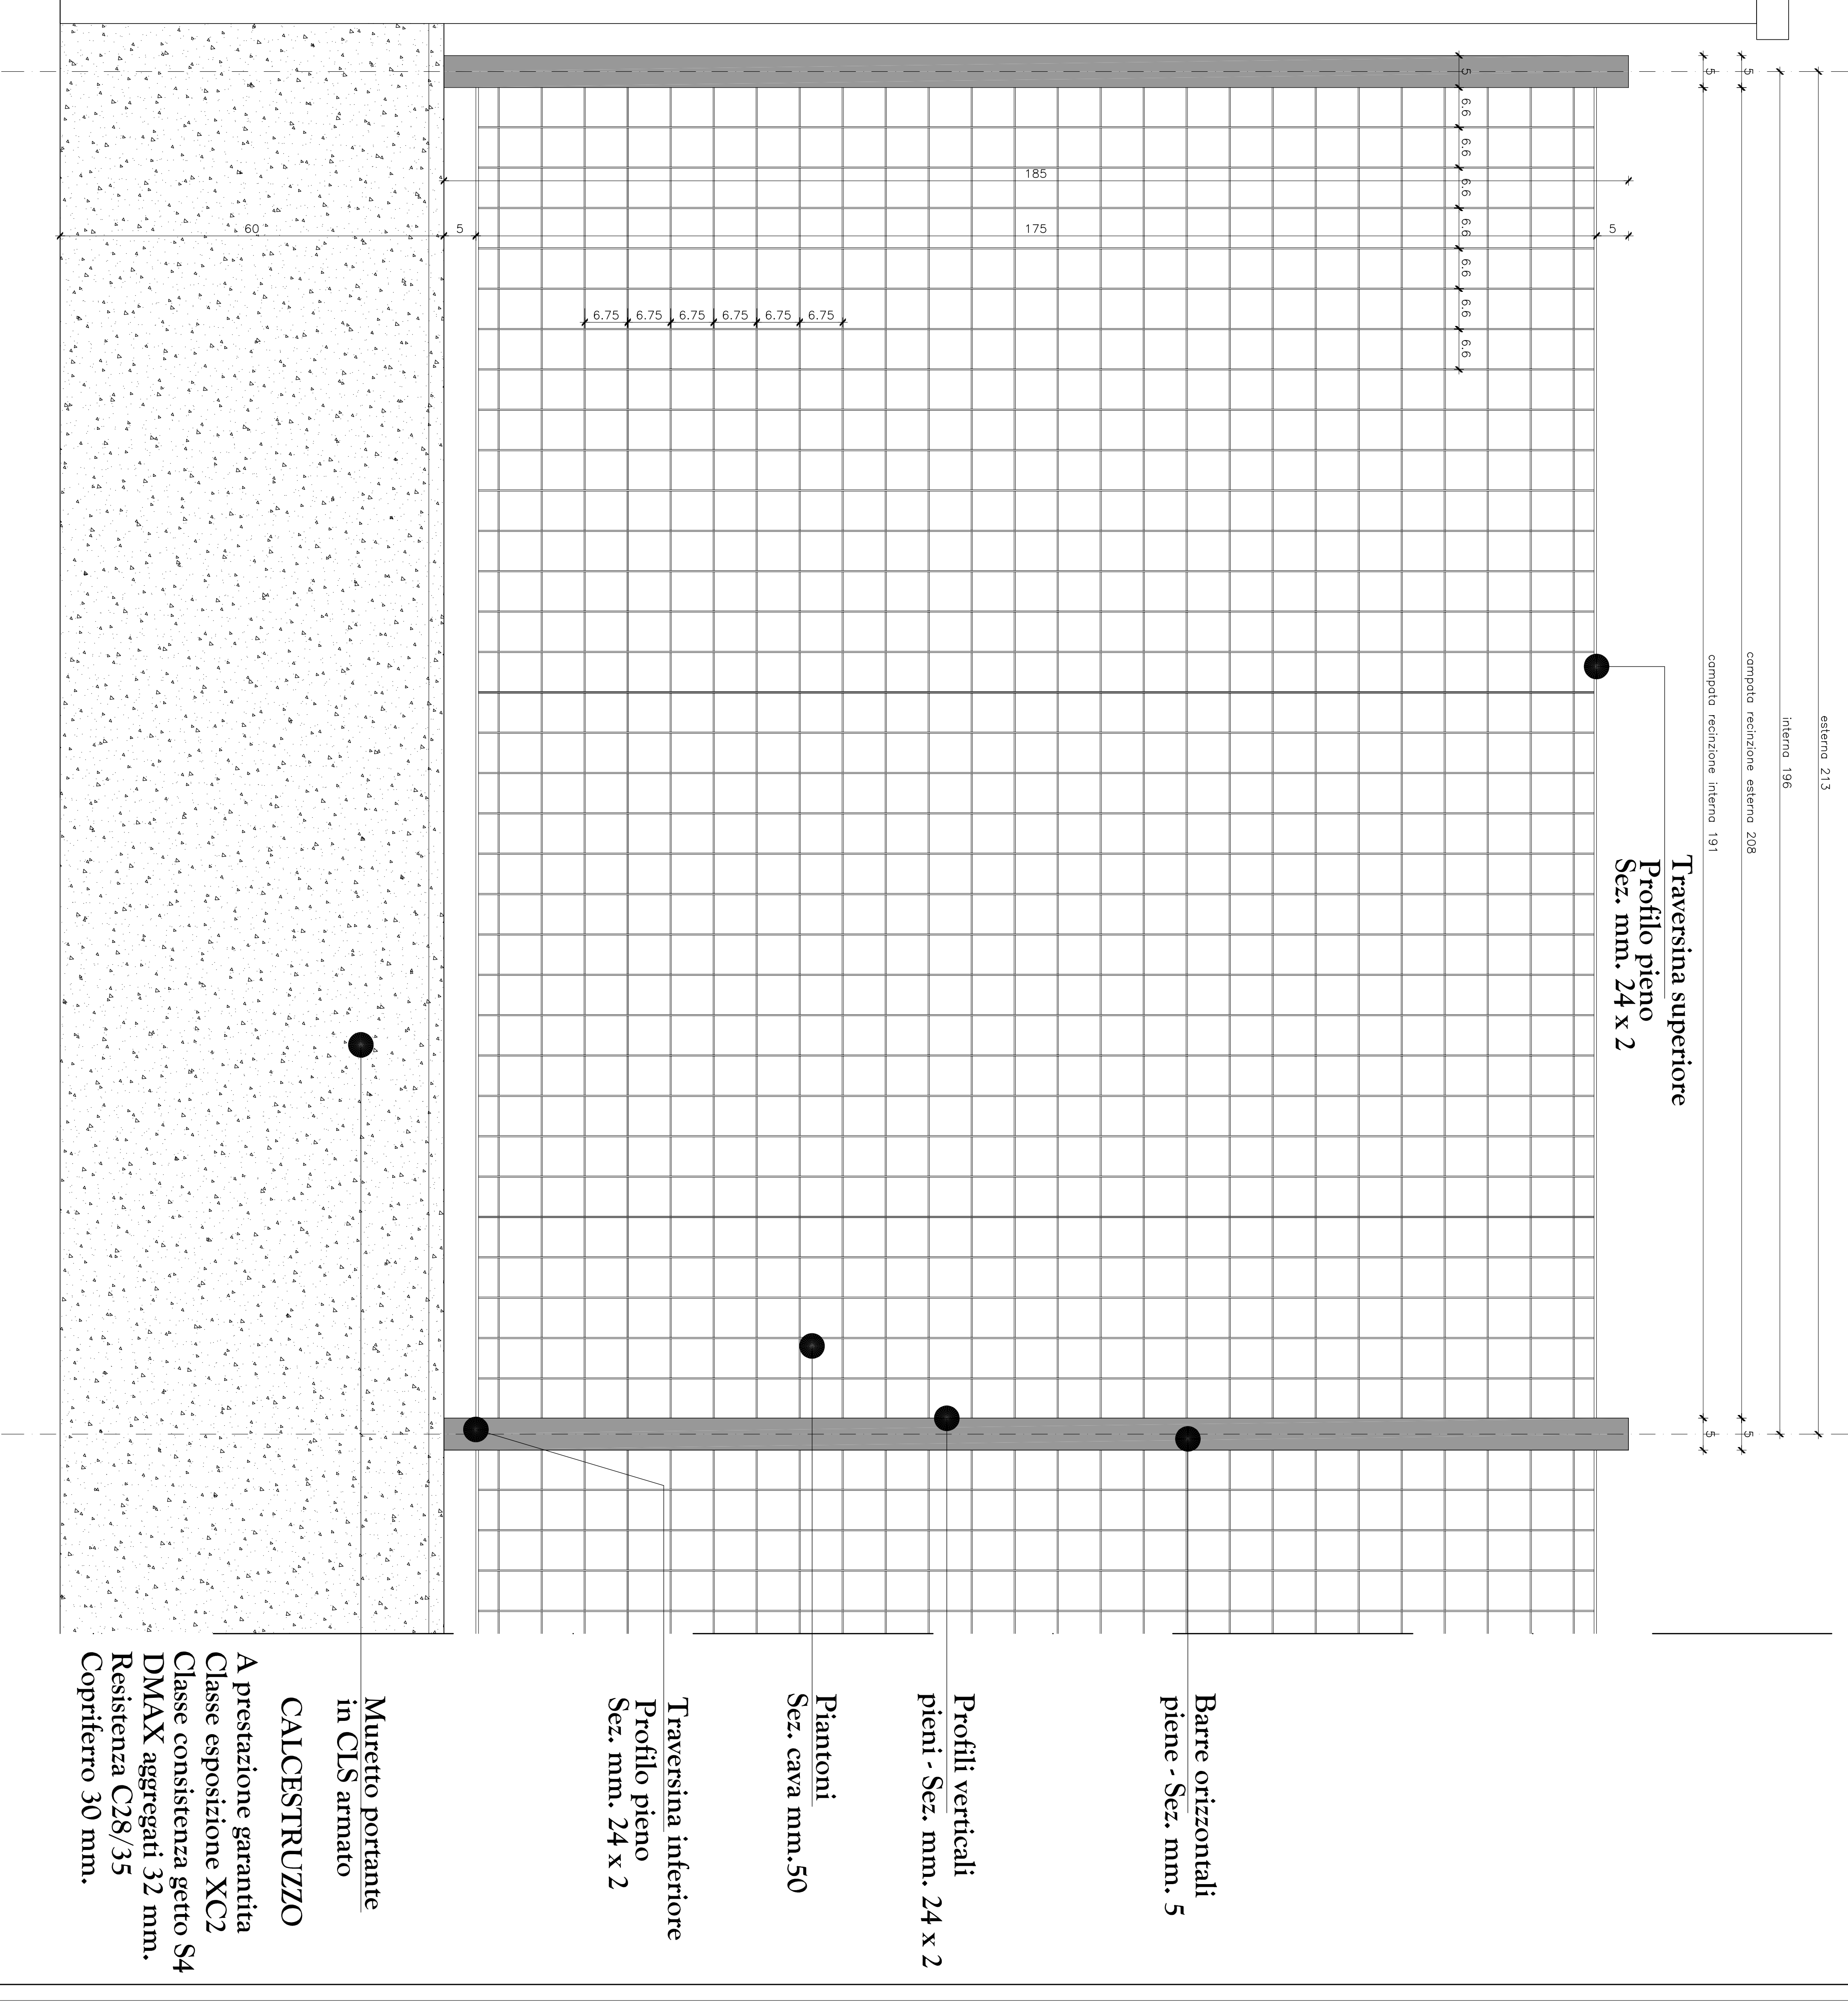 esterna 213
interna 196
campata recinzione esterna 208
5
5
campata recinzione interna 191
5
5
Traversina superiore
Profilo pieno
Sez. mm. 24 x 2
5
6.6
6.6
6.6
6.6
6.6
6.6
6.6
185
60
5
175
5
6.75
6.75
6.75
6.75
6.75
6.75
Barre orizzontali
piene - Sez. mm. 5
Profili verticali
pieni - Sez. mm. 24 x 2
Piantoni
Sez. cava mm.50
Traversina inferiore
Profilo pieno
Sez. mm. 24 x 2
Muretto portante
in CLS armato
CALCESTRUZZO
A prestazione garantita
Classe esposizione XC2
Classe consistenza getto S4
DMAX aggregati 32 mm.
Resistenza C28/35
Copriferro 30 mm.